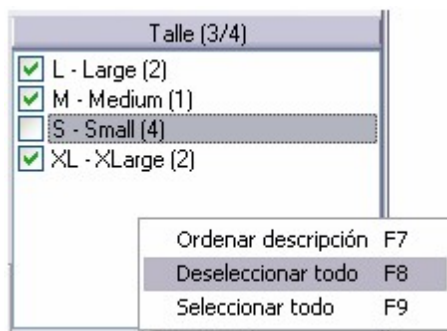 Talle (3/4)
L - Large (2)
M - Medium (1)
S - Small (4)
XL - XLarge (2)
Ordenar descripción F7
Deseleccionar todo F8
Seleccionar todo F9